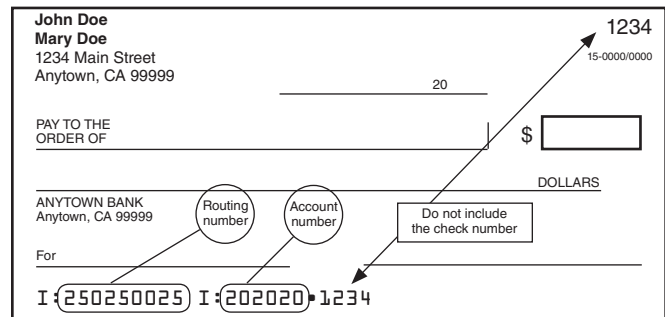 John Doe
Mary Doe
1234 Main Street
Anytown, CA 99999
1234
15-0000/0000
20
PAY TO THE
ORDER OF
$
DOLLARS
ANYTOWN BANK
Anytown, CA 99999
Routing
number
Account
number
Do not include
the check number
For
I:250250025 I:202020 1234